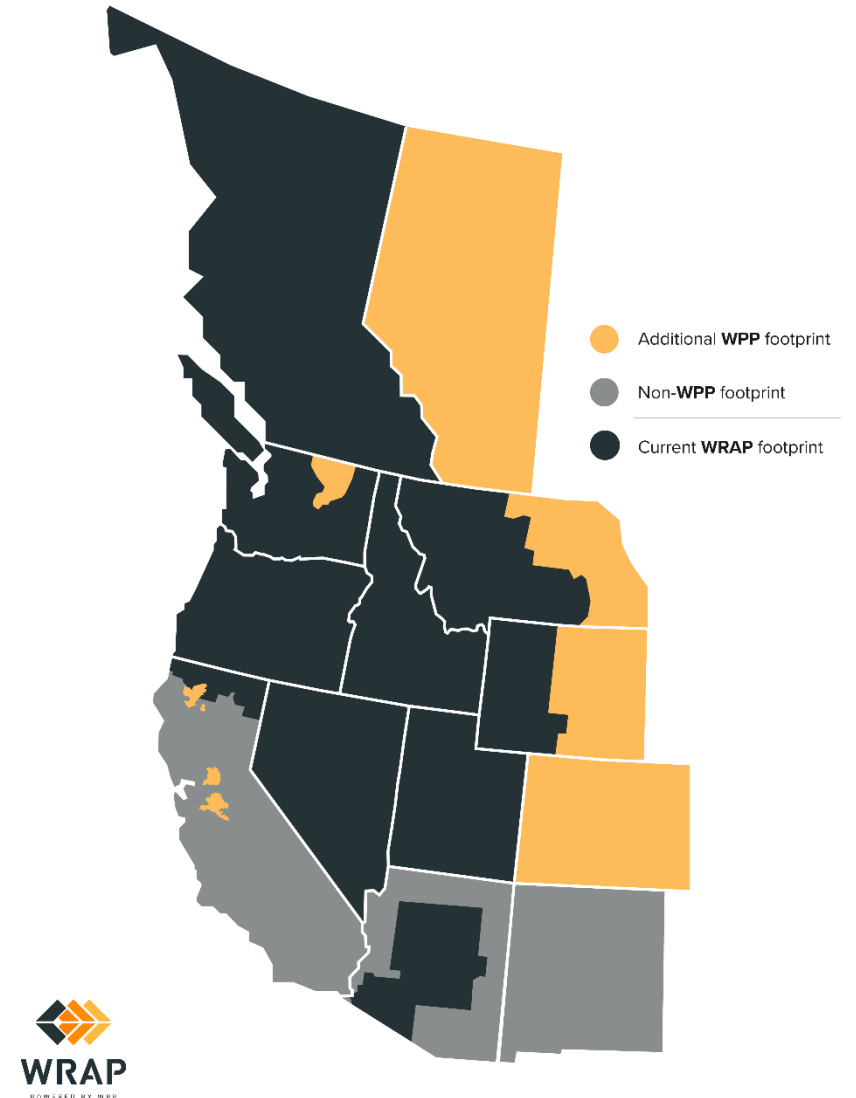 Additional WPP footprint
Non-WPP footprint
Current WRAP footprint
WRAP
POWERED BY WPP